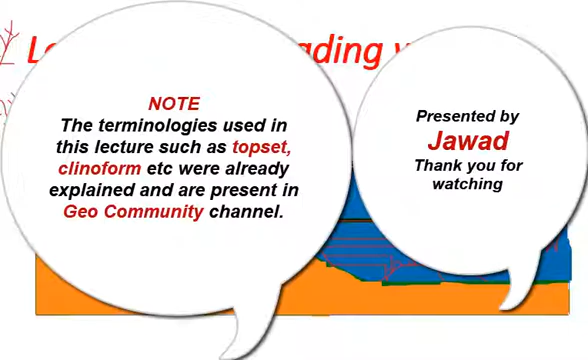 NOTE
The terminologies used in
this lecture such as topset,
clinoform etc were already
explained and are present in
Geo Community channel.
Presented by
Jawad
Thank you for
watching